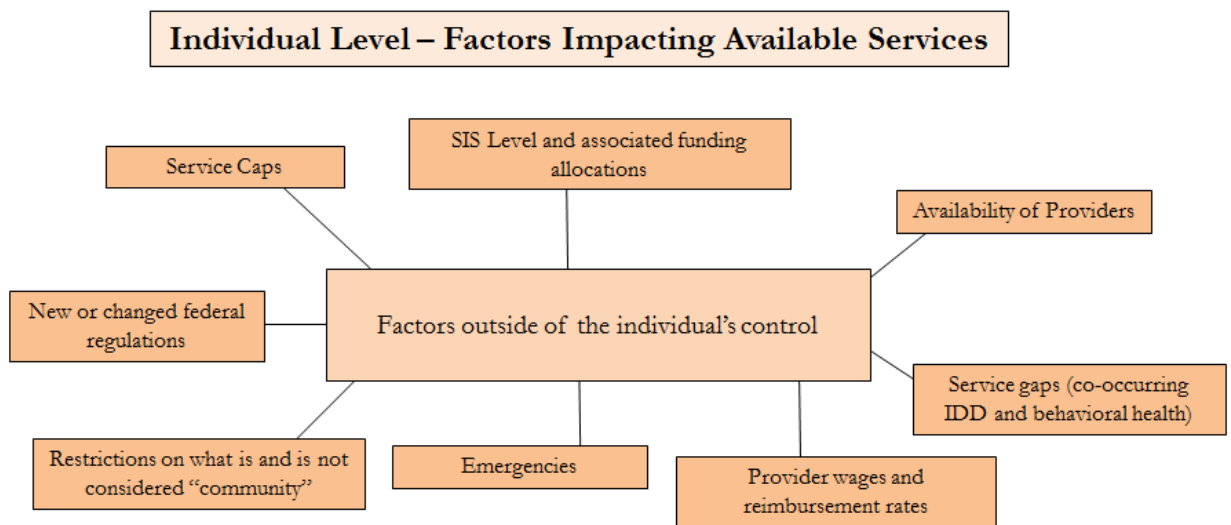 Individual Level – Factors Impacting Available Services
SIS Level and associated funding
allocations
Service Caps
Availability of Providers
New or changed federal
regulations
Factors outside of the individual’s control
Service gaps (co-occurring
IDD and behavioral health)
Restrictions on what is and is not
considered “community”
Emergencies
Provider wages and
reimbursement rates